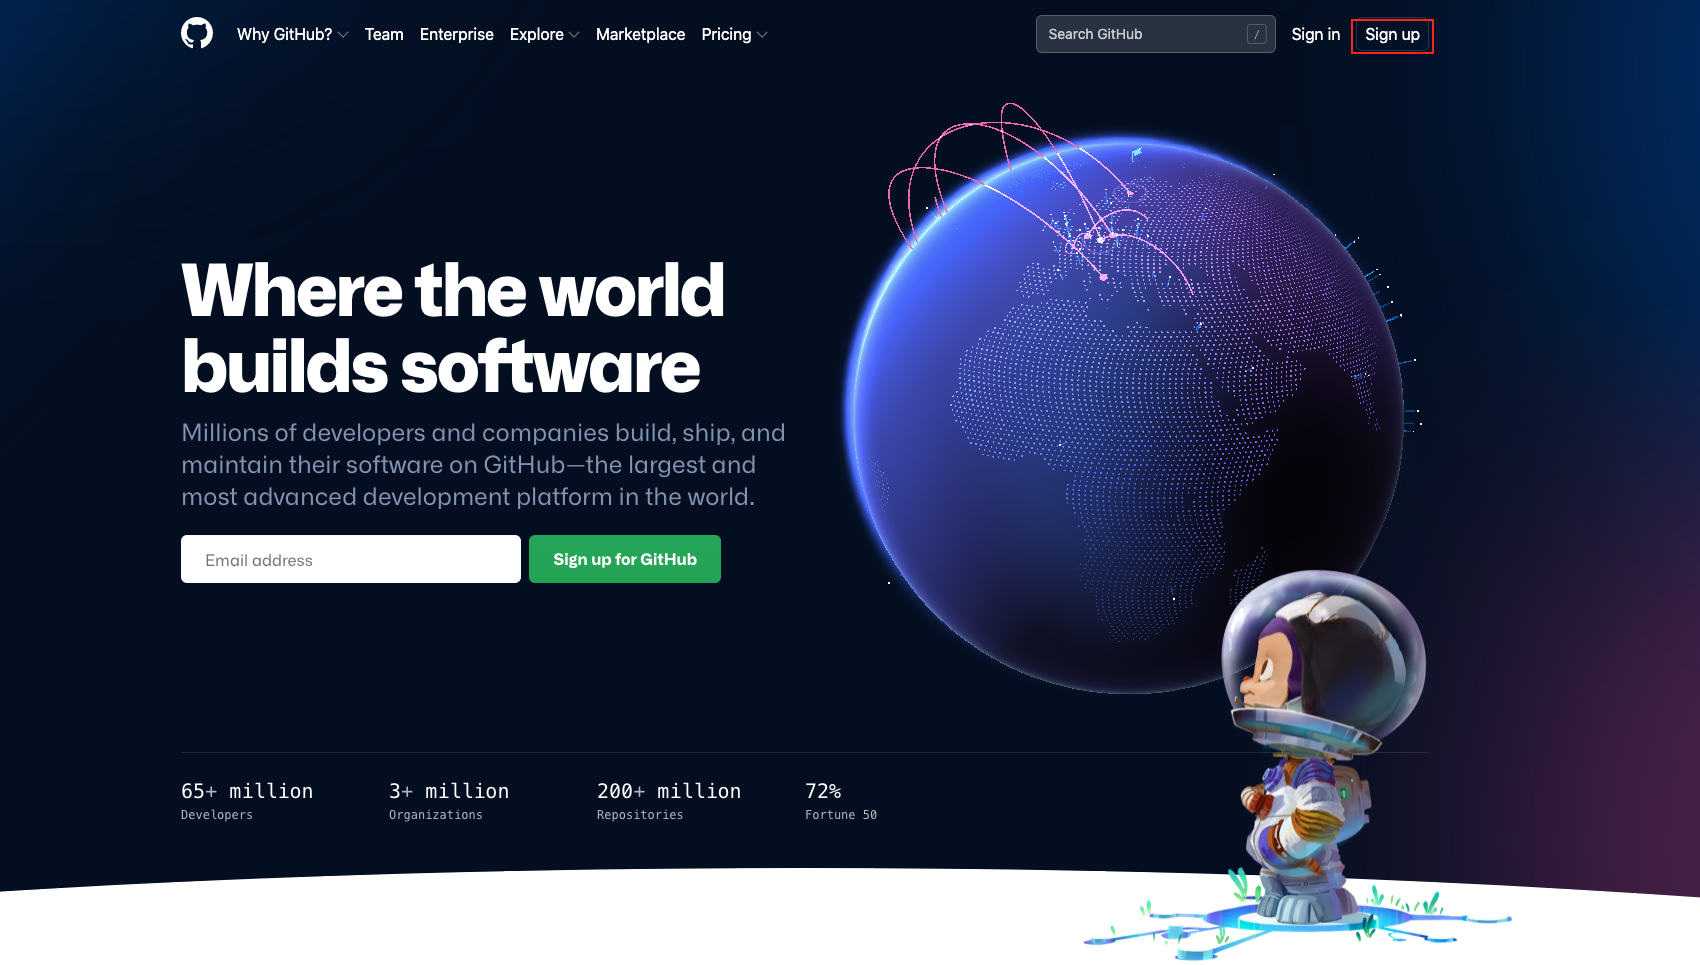 Why GitHub? Team Enterprise Explore Marketplace Pricing Search GitHub / Sign in Sign up
Where the world
builds software
Millions of developers and companies build, ship, and
maintain their software on GitHub—the largest and
most advanced development platform in the world.
Email address Sign up for GitHub
65+ million 3+ million 200+ million 72%
Developers Organizations Repositories Fortune 50